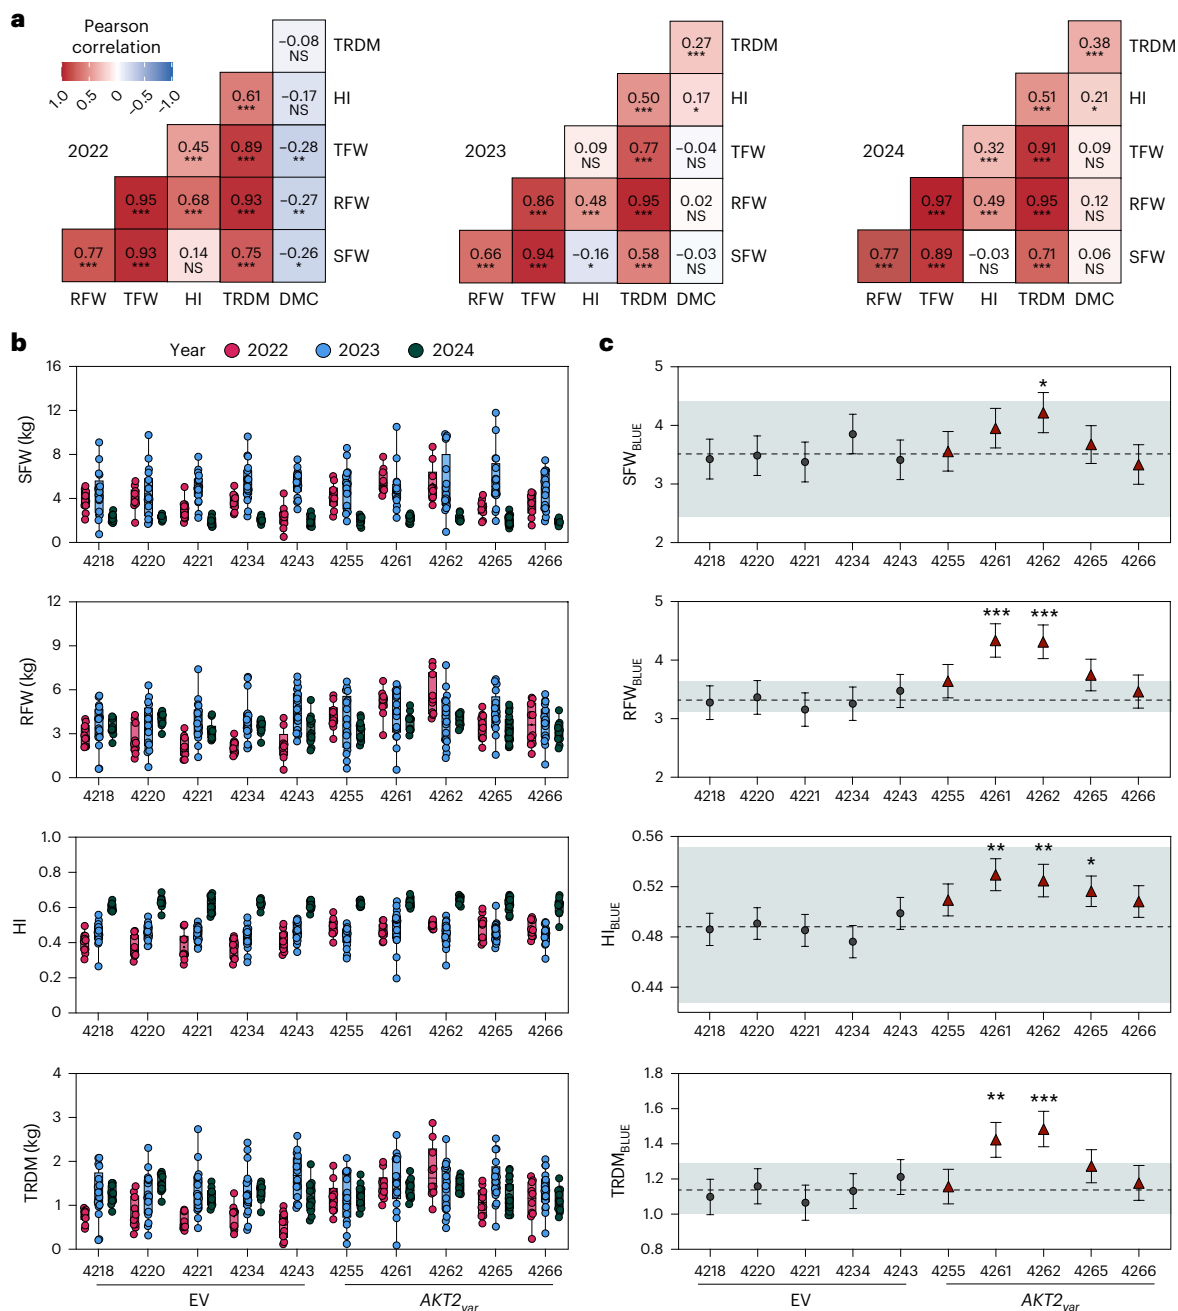 a
Pearson
correlation
1.0 0.5 0 -0.5 -1.0
2022
−0.08 NS TRDM
0.61 *** −0.17 NS HI
0.45 *** 0.89 *** −0.28 ** TFW
0.95 *** 0.68 *** 0.93 *** −0.27 ** RFW
0.77 *** 0.93 *** 0.14 NS 0.75 *** −0.26 * SFW
RFW TFW HI TRDM DMC
2023
0.27 *** TRDM
0.50 *** 0.17 * HI
0.09 NS 0.77 *** −0.04 NS TFW
0.86 *** 0.48 *** 0.95 *** 0.02 NS RFW
0.66 *** 0.94 *** −0.16 * 0.58 *** −0.03 NS SFW
RFW TFW HI TRDM DMC
2024
0.38 *** TRDM
0.51 *** 0.21 * HI
0.32 *** 0.91 *** 0.09 NS TFW
0.97 *** 0.49 *** 0.95 *** 0.12 NS RFW
0.77 *** 0.89 *** −0.03 NS 0.71 *** 0.06 NS SFW
RFW TFW HI TRDM DMC
b
Year 2022 2023 2024
SFW (kg)
16
12
8
4
0
4218 4220 4221 4234 4243 4255 4261 4262 4265 4266
RFW (kg)
12
9
6
3
0
4218 4220 4221 4234 4243 4255 4261 4262 4265 4266
HI
1.0
0.8
0.6
0.4
0.2
0
4218 4220 4221 4234 4243 4255 4261 4262 4265 4266
TRDM (kg)
4
3
2
1
0
4218 4220 4221 4234 4243 4255 4261 4262 4265 4266
EV AKT2var
c
SFWBLUE
5
4
3
2
*
4218 4220 4221 4234 4243 4255 4261 4262 4265 4266
RFWBLUE
5
4
3
2
*** ***
4218 4220 4221 4234 4243 4255 4261 4262 4265 4266
HIBLUE
0.56
0.52
0.48
0.44
** ** *
4218 4220 4221 4234 4243 4255 4261 4262 4265 4266
TRDMBLUE
1.8
1.6
1.4
1.2
1.0
0.8
** ***
4218 4220 4221 4234 4243 4255 4261 4262 4265 4266
EV AKT2var